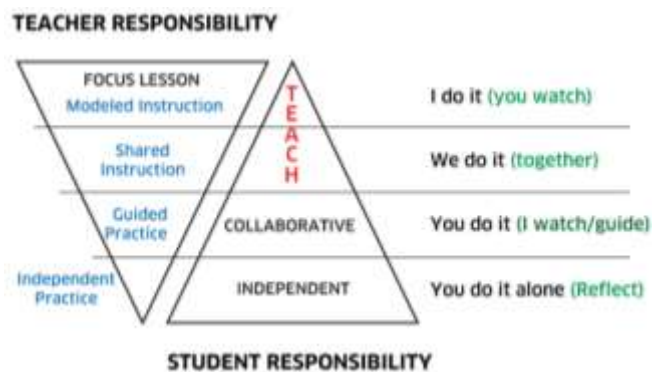 TEACHER RESPONSIBILITY
FOCUS LESSON
Modeled Instruction
TEACH
I do it (you watch)
Shared
Instruction
We do it (together)
Guided
Practice
COLLABORATIVE
You do it (I watch/guide)
Independent
Practice
INDEPENDENT
You do it alone (Reflect)
STUDENT RESPONSIBILITY